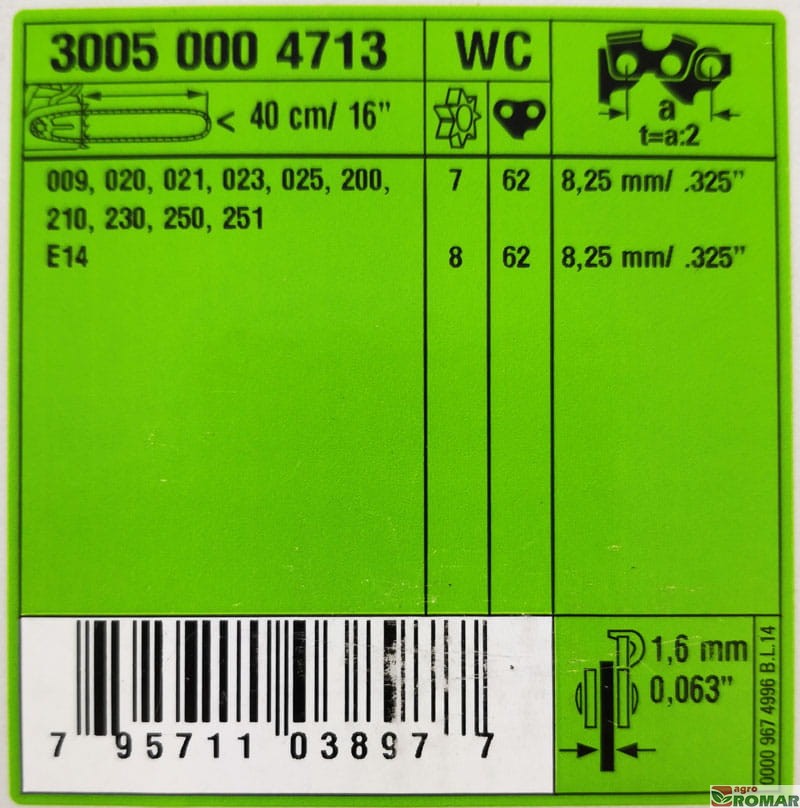 3005 000 4713 WC
< 40 cm/ 16" a
t=a:2
009, 020, 021, 023, 025, 200, 7 62 8,25 mm/ .325"
210, 230, 250, 251
E14 8 62 8,25 mm/ .325"
1,6 mm
0,063"
0000 967 4996 B.L.14
7 95711 03897 7
agro
ROMAR